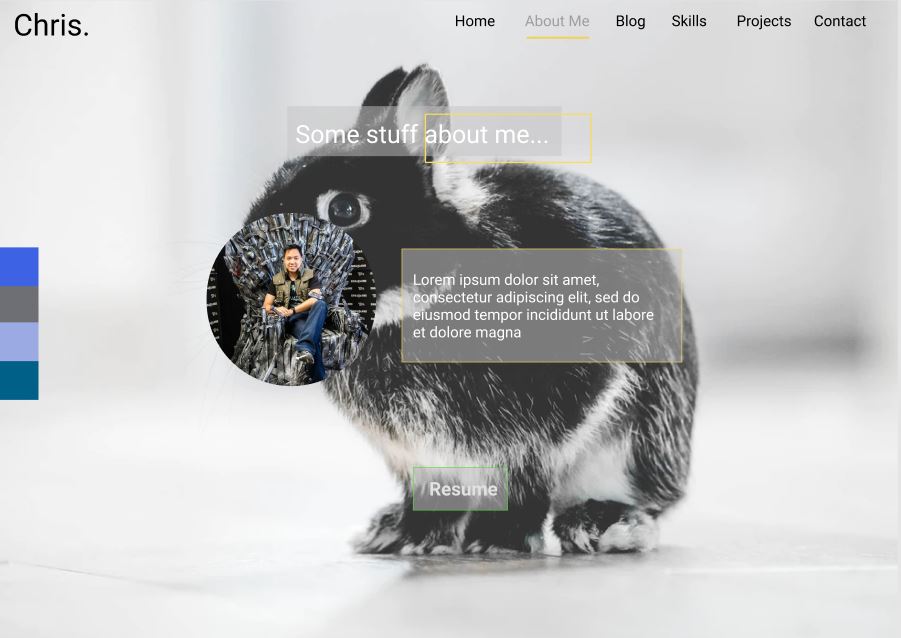 Chris.
Home About Me Blog Skills Projects Contact
Some stuff about me...
Lorem ipsum dolor sit amet,
consectetur adipiscing elit, sed do
eiusmod tempor incididunt ut labore
et dolore magna
Resume